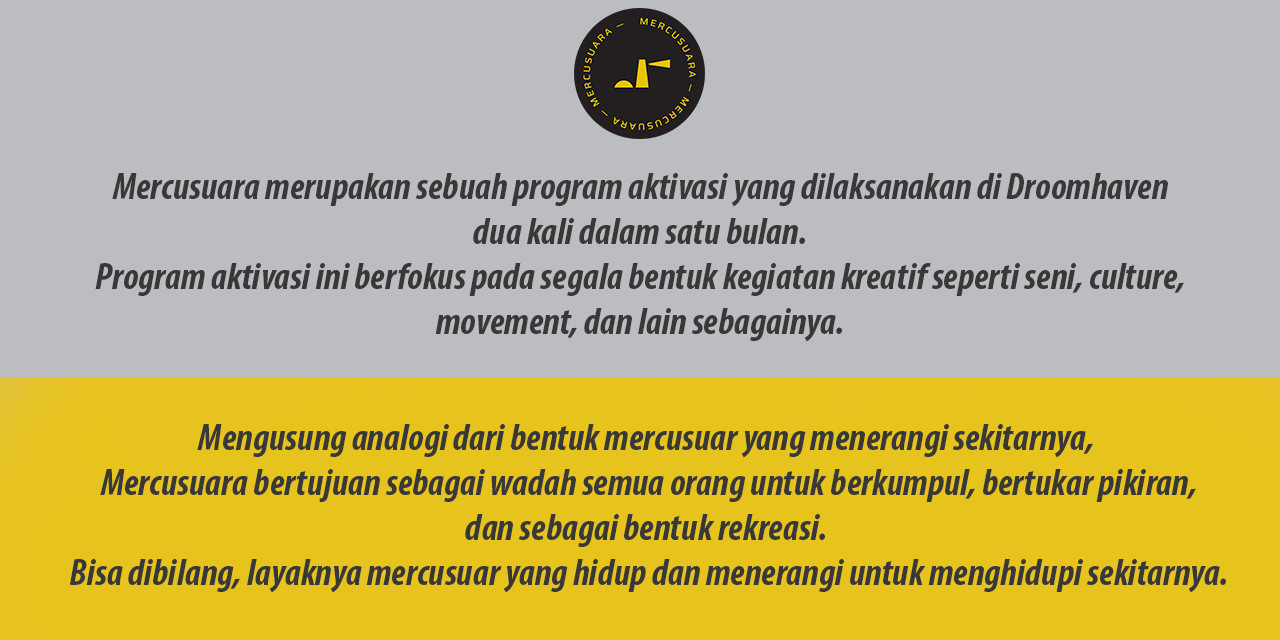 MERCUSUARA — MERCUSUARA — MERCUSUARA — MERCUSUARA —
Mercusuara merupakan sebuah program aktivasi yang dilaksanakan di Droomhaven
dua kali dalam satu bulan.
Program aktivasi ini berfokus pada segala bentuk kegiatan kreatif seperti seni, culture,
movement, dan lain sebagainya.
Mengusung analogi dari bentuk mercusuar yang menerangi sekitarnya,
Mercusuara bertujuan sebagai wadah semua orang untuk berkumpul, bertukar pikiran,
dan sebagai bentuk rekreasi.
Bisa dibilang, layaknya mercusuar yang hidup dan menerangi untuk menghidupi sekitarnya.